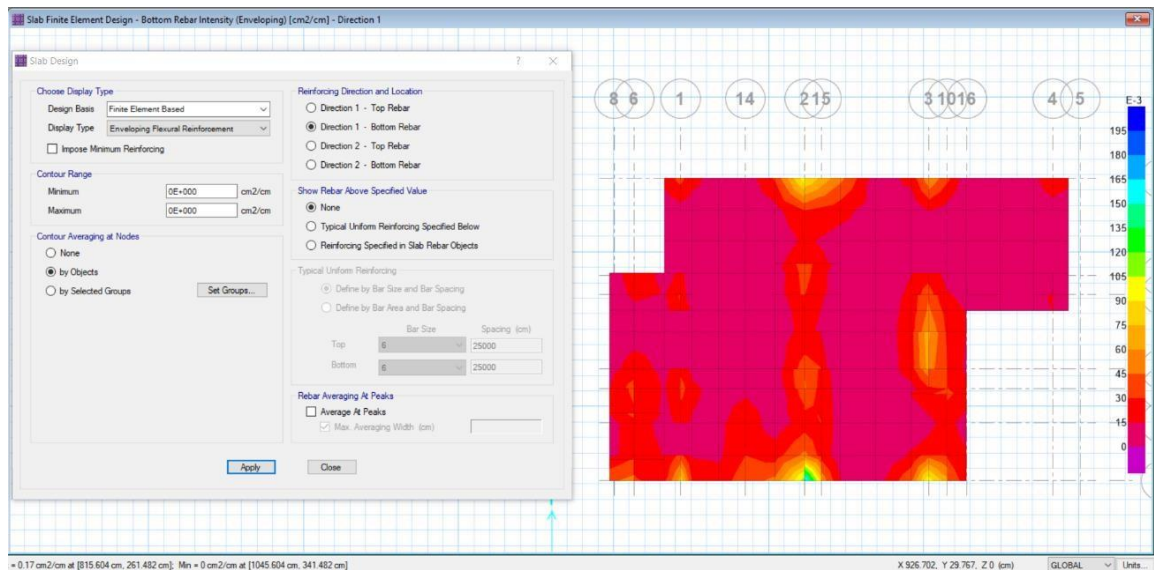 Slab Finite Element Design - Bottom Rebar Intensity (Enveloping) [cm2/cm] - Direction 1
Slab Design
?
Choose Display Type
Design Basis Finite Element Based
Display Type Enveloping Flexural Reinforcement
Impose Minimum Reinforcing
Contour Range
Minimum 0E+000 cm2/cm
Maximum 0E+000 cm2/cm
Contour Averaging at Nodes
None
by Objects
by Selected Groups Set Groups...
Reinforcing Direction and Location
Direction 1 - Top Rebar
Direction 1 - Bottom Rebar
Direction 2 - Top Rebar
Direction 2 - Bottom Rebar
Show Rebar Above Specified Value
None
Typical Uniform Reinforcing Specified Below
Reinforcing Specified in Slab Rebar Objects
Typical Uniform Reinforcing
Define by Bar Size and Bar Spacing
Define by Bar Area and Bar Spacing
Bar Size Spacing (cm)
Top 6 25000
Bottom 6 25000
Rebar Averaging At Peaks
Average At Peaks
Max. Averaging Width (cm)
Apply Close
8 6 1 14 2 15 3 10 16 4 5
E-3
195
180
165
150
135
120
105
90
75
60
45
30
15
0
= 0.17 cm2/cm at [815.604 cm, 261.482 cm]; Min = 0 cm2/cm at [1045.604 cm, 341.482 cm] X 926.702, Y 29.767, Z 0 (cm) GLOBAL Units...